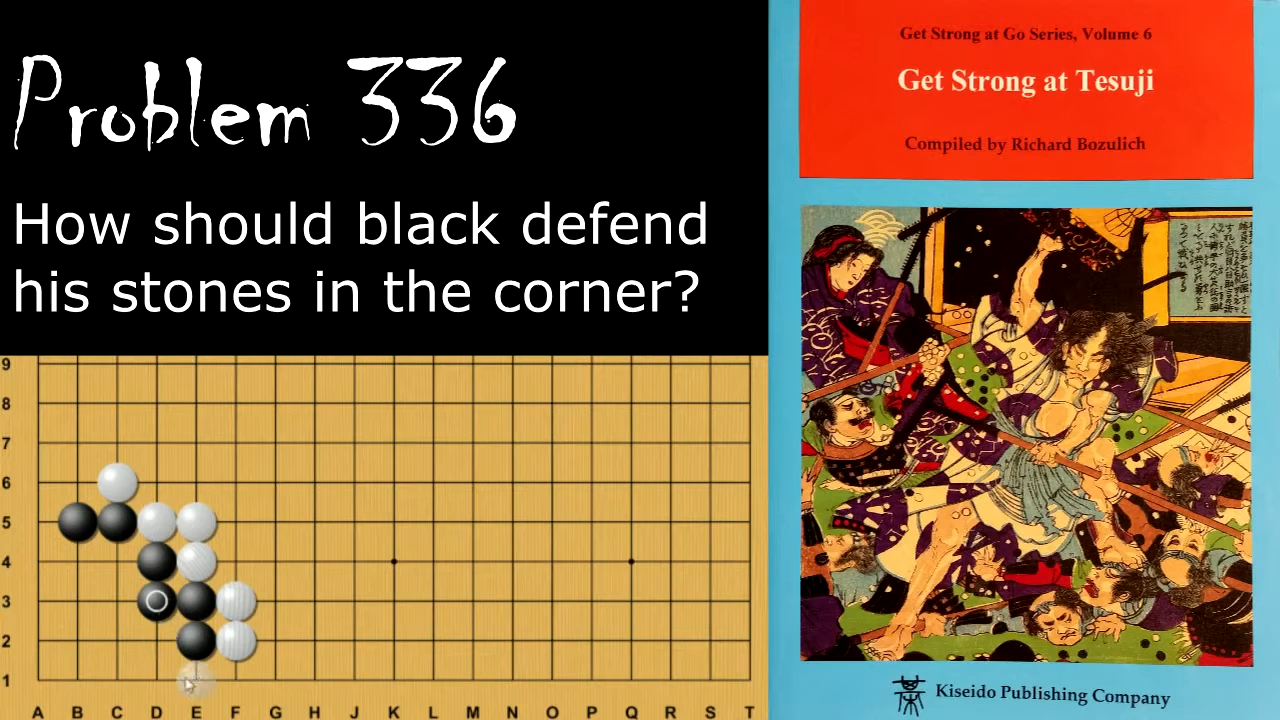 Problem 336
How should black defend
his stones in the corner?
9
8
7
6
5
4
3
2
1
A B C D E F G H J K L M N O P Q R S T
Get Strong at Go Series, Volume 6
Get Strong at Tesuji
Compiled by Richard Bozulich
Kiseido Publishing Company